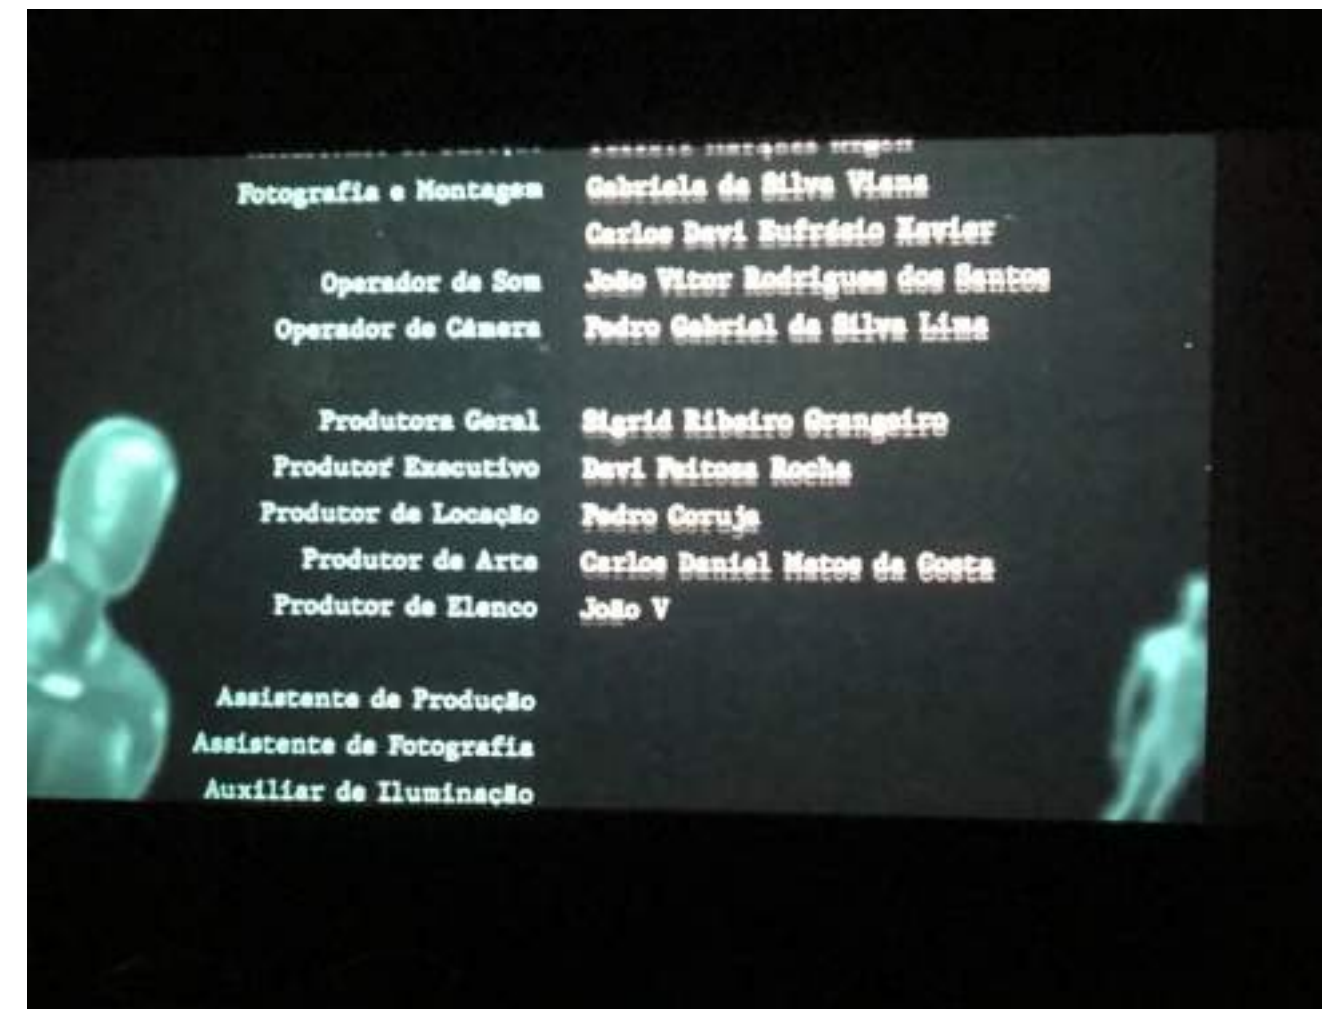 Fotografia e Montagem Gabriela da Silva Viana
Carlos Davi Eufrásio Xavier
Operador de Som João Vitor Rodrigues dos Santos
Operador de Câmera Pedro Gabriel da Silva Lima
Produtora Geral Sigrid Ribeiro Grangeiro
Produtor Executivo Davi Feitosa Rocha
Produtor de Locação Pedro Coruja
Produtor de Arte Carlos Daniel Matos da Costa
Produtor de Elenco João V
Assistente de Produção
Assistente de Fotografia
Auxiliar de Iluminação